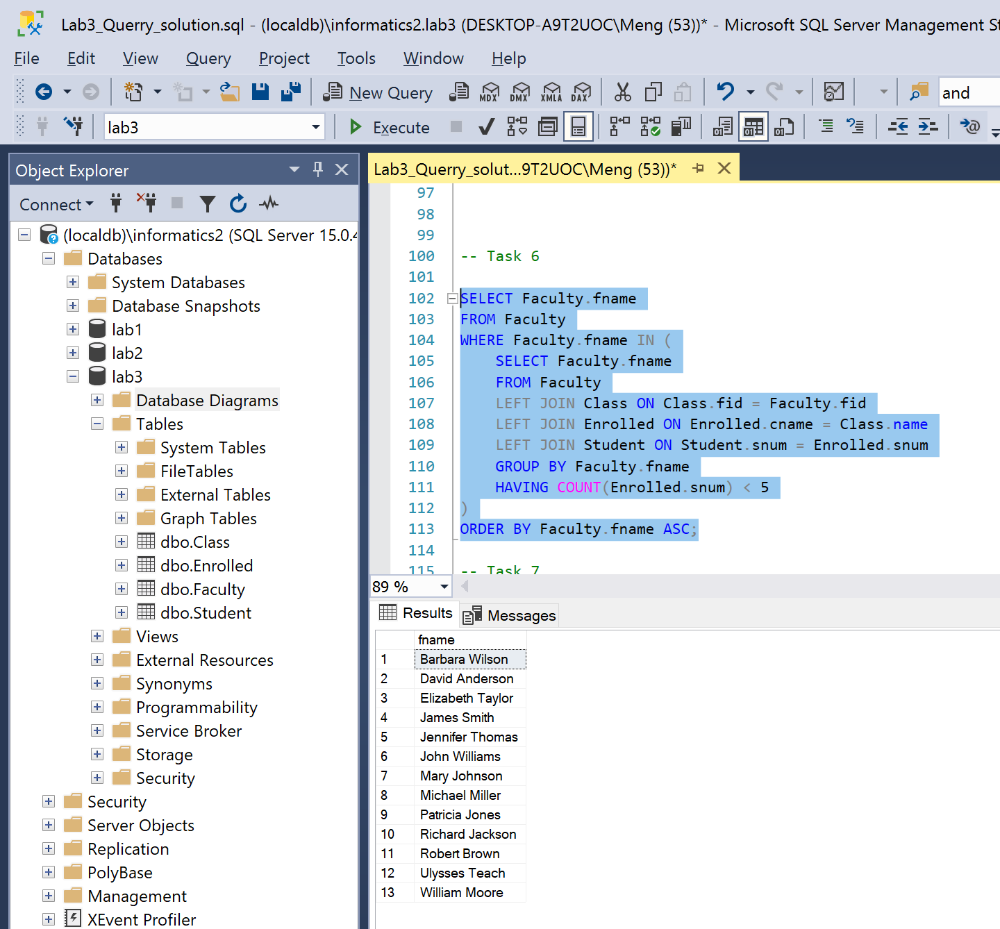 Lab3_Querry_solution.sql - (localdb)\informatics2.lab3 (DESKTOP-A9T2UOC\Meng (53))* - Microsoft SQL Server Management
File Edit View Query Project Tools Window Help
New Query MDX DMX XMLA DAX and
lab3 Execute
Object Explorer
Connect
(localdb)\informatics2 (SQL Server 15.0.
Databases
System Databases
Database Snapshots
lab1
lab2
lab3
Database Diagrams
Tables
System Tables
FileTables
External Tables
Graph Tables
dbo.Class
dbo.Enrolled
dbo.Faculty
dbo.Student
Views
External Resources
Synonyms
Programmability
Service Broker
Storage
Security
Security
Server Objects
Replication
PolyBase
Management
XEvent Profiler
Lab3_Querry_solut...9T2UOC\Meng (53))*
97
98
99
100 -- Task 6
101
102 SELECT Faculty.fname
103 FROM Faculty
104 WHERE Faculty.fname IN (
105 SELECT Faculty.fname
106 FROM Faculty
107 LEFT JOIN Class ON Class.fid = Faculty.fid
108 LEFT JOIN Enrolled ON Enrolled.cname = Class.name
109 LEFT JOIN Student ON Student.snum = Enrolled.snum
110 GROUP BY Faculty.fname
111 HAVING COUNT(Enrolled.snum) < 5
112 )
113 ORDER BY Faculty.fname ASC;
114
115 -- Task 7
89 %
Results Messages
fname
1 Barbara Wilson
2 David Anderson
3 Elizabeth Taylor
4 James Smith
5 Jennifer Thomas
6 John Williams
7 Mary Johnson
8 Michael Miller
9 Patricia Jones
10 Richard Jackson
11 Robert Brown
12 Ulysses Teach
13 William Moore